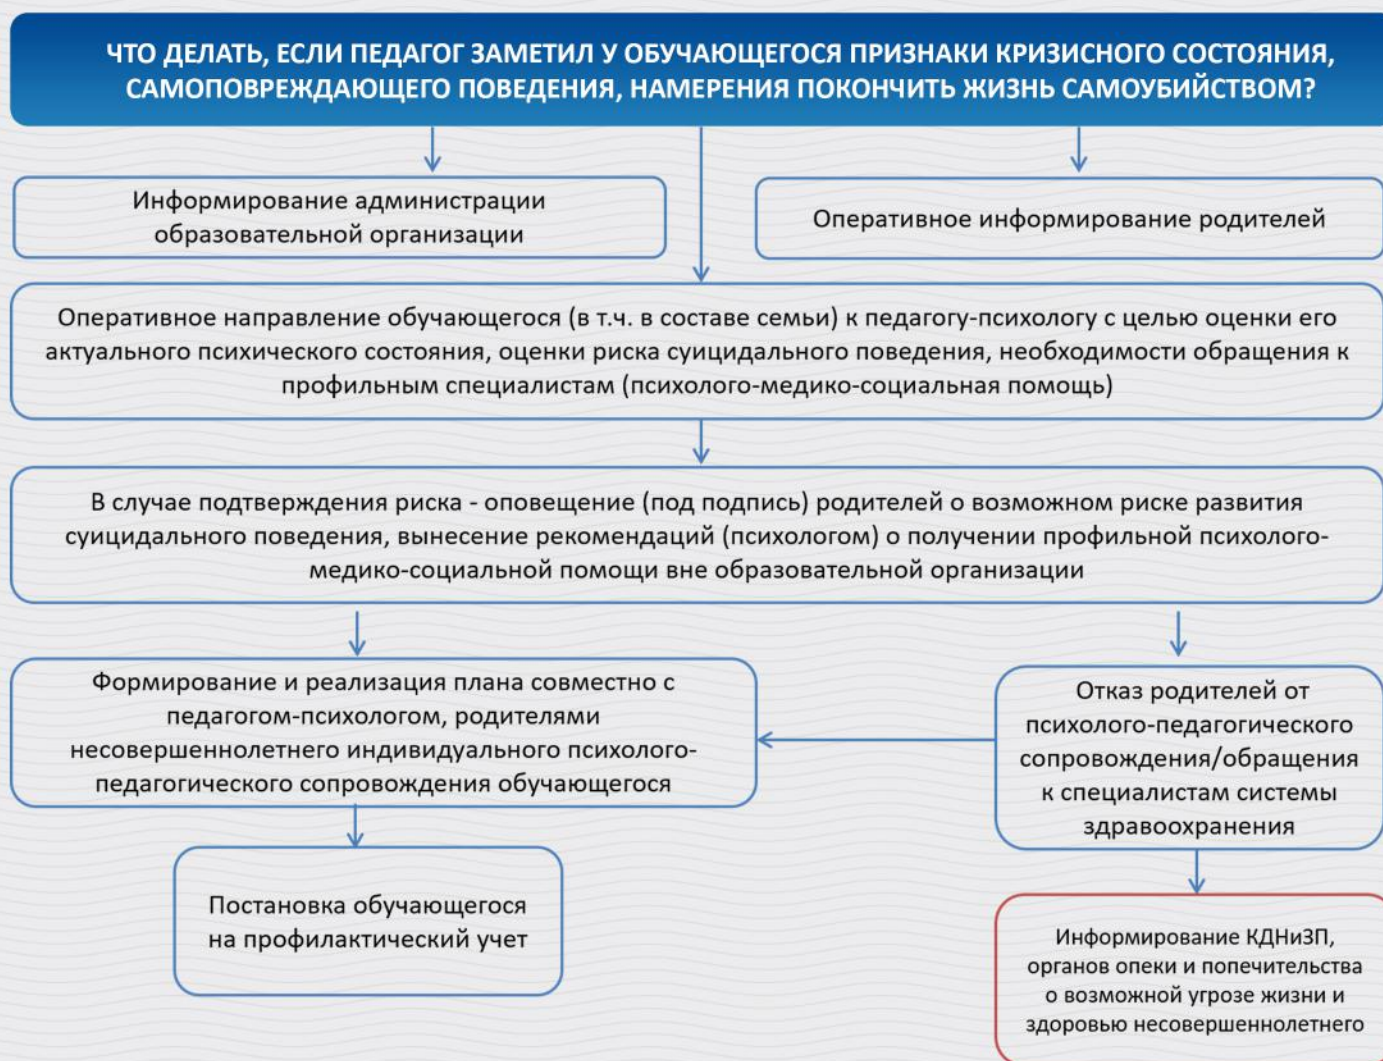 ЧТО ДЕЛАТЬ, ЕСЛИ ПЕДАГОГ ЗАМЕТИЛ У ОБУЧАЮЩЕГОСЯ ПРИЗНАКИ КРИЗИСНОГО СОСТОЯНИЯ,
САМОПОВРЕЖДАЮЩЕГО ПОВЕДЕНИЯ, НАМЕРЕНИЯ ПОКОНЧИТЬ ЖИЗНЬ САМОУБИЙСТВОМ?
Информирование администрации
образовательной организации
Оперативное информирование родителей
Оперативное направление обучающегося (в т.ч. в составе семьи) к педагогу-психологу с целью оценки его
актуального психического состояния, оценки риска суицидального поведения, необходимости обращения к
профильным специалистам (психолого-медико-социальная помощь)
В случае подтверждения риска - оповещение (под подпись) родителей о возможном риске развития
суицидального поведения, вынесение рекомендаций (психологом) о получении профильной психолого-
медико-социальной помощи вне образовательной организации
Формирование и реализация плана совместно с
педагогом-психологом, родителями
несовершеннолетнего индивидуального психолого-
педагогического сопровождения обучающегося
Отказ родителей от
психолого-педагогического
сопровождения/обращения
к специалистам системы
здравоохранения
Постановка обучающегося
на профилактический учет
Информирование КДНиЗП,
органов опеки и попечительства
о возможной угрозе жизни и
здоровью несовершеннолетнего